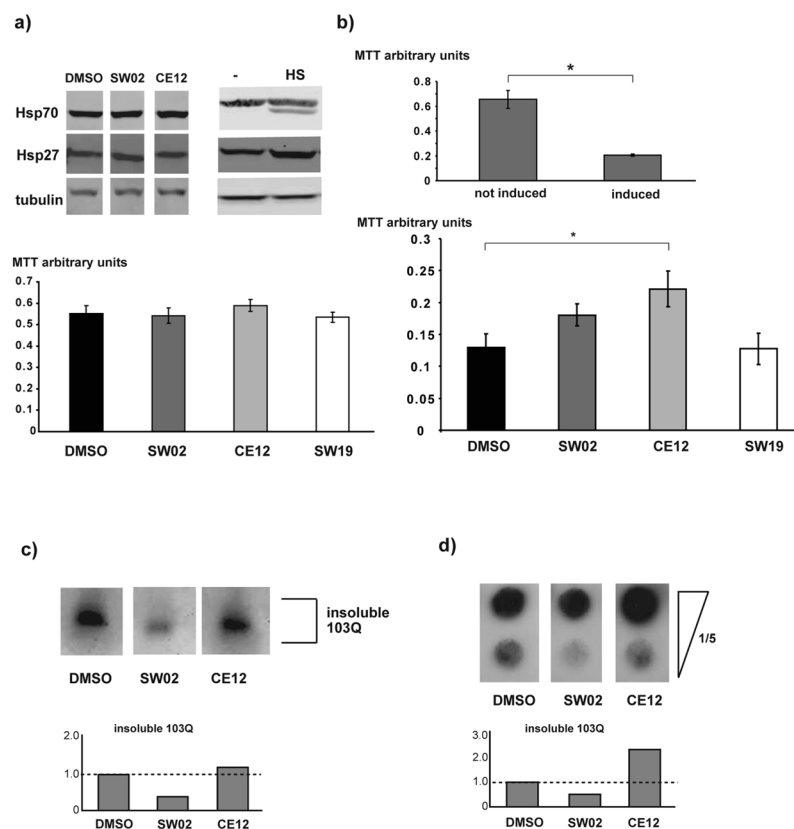 a)
DMSO SW02 CE12
- HS
Hsp70
Hsp27
tubulin
MTT arbitrary units
0.7
0.6
0.5
0.4
0.3
0.2
0.1
0
DMSO SW02 CE12 SW19
b)
MTT arbitrary units
*
0.8
0.6
0.4
0.2
0
not induced induced
MTT arbitrary units
*
0.3
0.25
0.2
0.15
0.1
0.05
0
DMSO SW02 CE12 SW19
c)
insoluble
103Q
DMSO SW02 CE12
insoluble 103Q
2.0
1.0
0
DMSO SW02 CE12
d)
1/5
DMSO SW02 CE12
insoluble 103Q
3.0
2.0
1.0
0
DMSO SW02 CE12